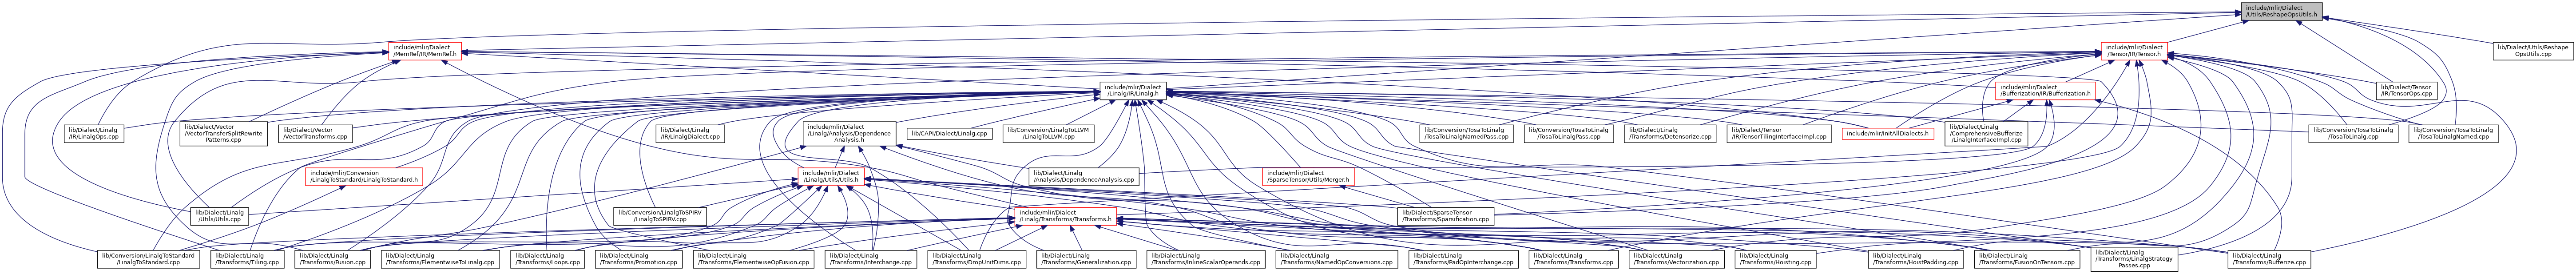 include/mlir/Dialect
/Utils/ReshapeOpsUtils.h
include/mlir/Dialect
/MemRef/IR/MemRef.h
include/mlir/Dialect
/Tensor/IR/Tensor.h
lib/Dialect/Utils/Reshape
OpsUtils.cpp
include/mlir/Dialect
/Linalg/IR/Linalg.h
include/mlir/Dialect
/Bufferization/IR/Bufferization.h
lib/Dialect/Tensor
/IR/TensorOps.cpp
lib/Dialect/Linalg
/IR/LinalgOps.cpp
lib/Dialect/Vector
/VectorTransferSplitRewrite
Patterns.cpp
lib/Dialect/Vector
/VectorTransforms.cpp
lib/Dialect/Linalg
/IR/LinalgDialect.cpp
include/mlir/Dialect
/Linalg/Analysis/Dependence
Analysis.h
lib/CAPI/Dialect/Linalg.cpp
lib/Conversion/LinalgToLLVM
/LinalgToLLVM.cpp
lib/Conversion/TosaToLinalg
/TosaToLinalgNamedPass.cpp
lib/Conversion/TosaToLinalg
/TosaToLinalgPass.cpp
lib/Dialect/Linalg
/Transforms/Detensorize.cpp
lib/Dialect/Tensor
/IR/TensorTilingInterfaceImpl.cpp
include/mlir/InitAllDialects.h
lib/Dialect/Linalg
/ComprehensiveBufferize
/LinalgInterfaceImpl.cpp
lib/Conversion/TosaToLinalg
/TosaToLinalg.cpp
lib/Conversion/TosaToLinalg
/TosaToLinalgNamed.cpp
include/mlir/Conversion
/LinalgToStandard/LinalgToStandard.h
include/mlir/Dialect
/Linalg/Utils/Utils.h
lib/Dialect/Linalg
/Analysis/DependenceAnalysis.cpp
include/mlir/Dialect
/SparseTensor/Utils/Merger.h
lib/Dialect/Linalg
/Utils/Utils.cpp
lib/Conversion/LinalgToSPIRV
/LinalgToSPIRV.cpp
include/mlir/Dialect
/Linalg/Transforms/Transforms.h
lib/Dialect/SparseTensor
/Transforms/Sparsification.cpp
lib/Conversion/LinalgToStandard
/LinalgToStandard.cpp
lib/Dialect/Linalg
/Transforms/Tiling.cpp
lib/Dialect/Linalg
/Transforms/Fusion.cpp
lib/Dialect/Linalg
/Transforms/ElementwiseToLinalg.cpp
lib/Dialect/Linalg
/Transforms/Loops.cpp
lib/Dialect/Linalg
/Transforms/Promotion.cpp
lib/Dialect/Linalg
/Transforms/ElementwiseOpFusion.cpp
lib/Dialect/Linalg
/Transforms/Interchange.cpp
lib/Dialect/Linalg
/Transforms/DropUnitDims.cpp
lib/Dialect/Linalg
/Transforms/Generalization.cpp
lib/Dialect/Linalg
/Transforms/InlineScalarOperands.cpp
lib/Dialect/Linalg
/Transforms/NamedOpConversions.cpp
lib/Dialect/Linalg
/Transforms/PadOpInterchange.cpp
lib/Dialect/Linalg
/Transforms/Transforms.cpp
lib/Dialect/Linalg
/Transforms/Vectorization.cpp
lib/Dialect/Linalg
/Transforms/Hoisting.cpp
lib/Dialect/Linalg
/Transforms/HoistPadding.cpp
lib/Dialect/Linalg
/Transforms/FusionOnTensors.cpp
lib/Dialect/Linalg
/Transforms/LinalgStrategy
Passes.cpp
lib/Dialect/Linalg
/Transforms/Bufferize.cpp